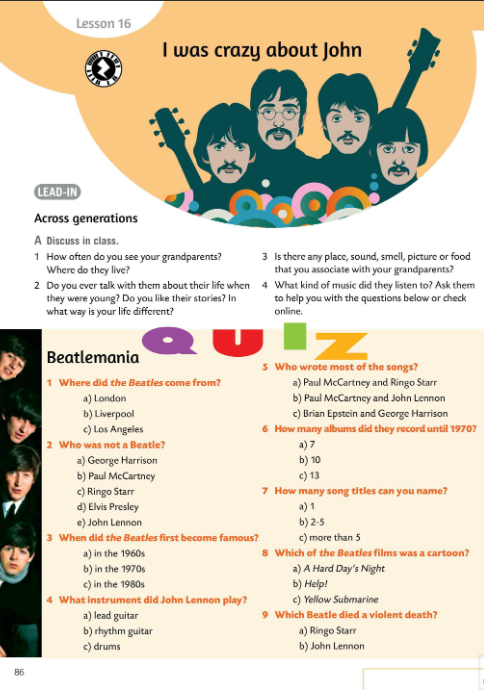 Lesson 16
I was crazy about John
LEAD-IN
Across generations
A Discuss in class.
1 How often do you see your grandparents?
Where do they live?
2 Do you ever talk with them about their life when
they were young? Do you like their stories? In
what way is your life different?
3 Is there any place, sound, smell, picture or food
that you associate with your grandparents?
4 What kind of music did they listen to? Ask them
to help you with the questions below or check
online.
QUIZ
Beatlemania
1 Where did the Beatles come from?
a) London
b) Liverpool
c) Los Angeles
2 Who was not a Beatle?
a) George Harrison
b) Paul McCartney
c) Ringo Starr
d) Elvis Presley
e) John Lennon
3 When did the Beatles first become famous?
a) in the 1960s
b) in the 1970s
c) in the 1980s
4 What instrument did John Lennon play?
a) lead guitar
b) rhythm guitar
c) drums
5 Who wrote most of the songs?
a) Paul McCartney and Ringo Starr
b) Paul McCartney and John Lennon
c) Brian Epstein and George Harrison
6 How many albums did they record until 1970?
a) 7
b) 10
c) 13
7 How many song titles can you name?
a) 1
b) 2-5
c) more than 5
8 Which of the Beatles films was a cartoon?
a) A Hard Day's Night
b) Help!
c) Yellow Submarine
9 Which Beatle died a violent death?
a) Ringo Starr
b) John Lennon
86